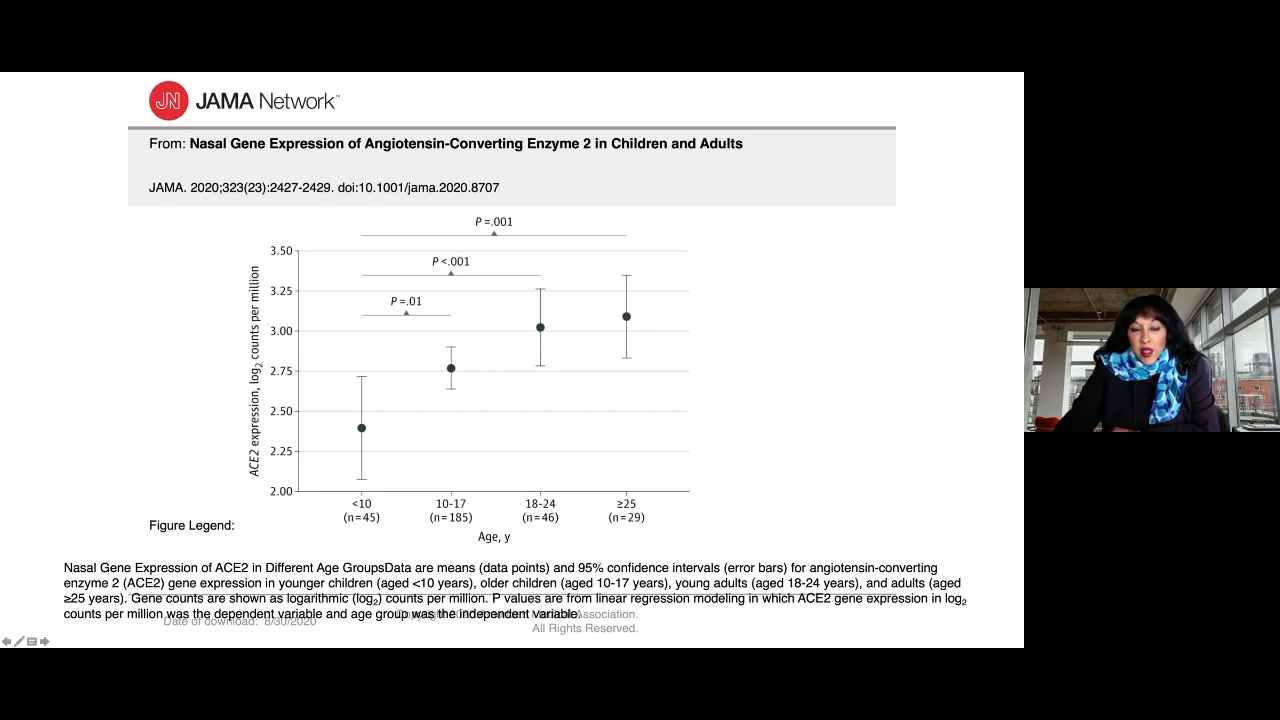 JN JAMA Network™
From: Nasal Gene Expression of Angiotensin-Converting Enzyme 2 in Children and Adults
JAMA. 2020;323(23):2427-2429. doi:10.1001/jama.2020.8707
P =.001
P <.001
P =.01
ACE2 expression, log2 counts per million
3.50
3.25
3.00
2.75
2.50
2.25
2.00
<10 10-17 18-24 ≥25
(n=45) (n=185) (n=46) (n=29)
Age, y
Figure Legend:
Nasal Gene Expression of ACE2 in Different Age GroupsData are means (data points) and 95% confidence intervals (error bars) for angiotensin-converting
enzyme 2 (ACE2) gene expression in younger children (aged <10 years), older children (aged 10-17 years), young adults (aged 18-24 years), and adults (aged
≥25 years). Gene counts are shown as logarithmic (log2) counts per million. P values are from linear regression modeling in which ACE2 gene expression in log2
counts per million was the dependent variable and age group was the independent variable.
Date of download: 8/30/2020
Copyright Association.
All Rights Reserved.